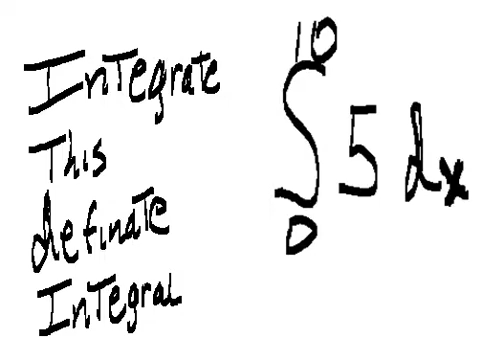 Integrate
This
definate
Integral
∫₀¹⁰ 5 dx